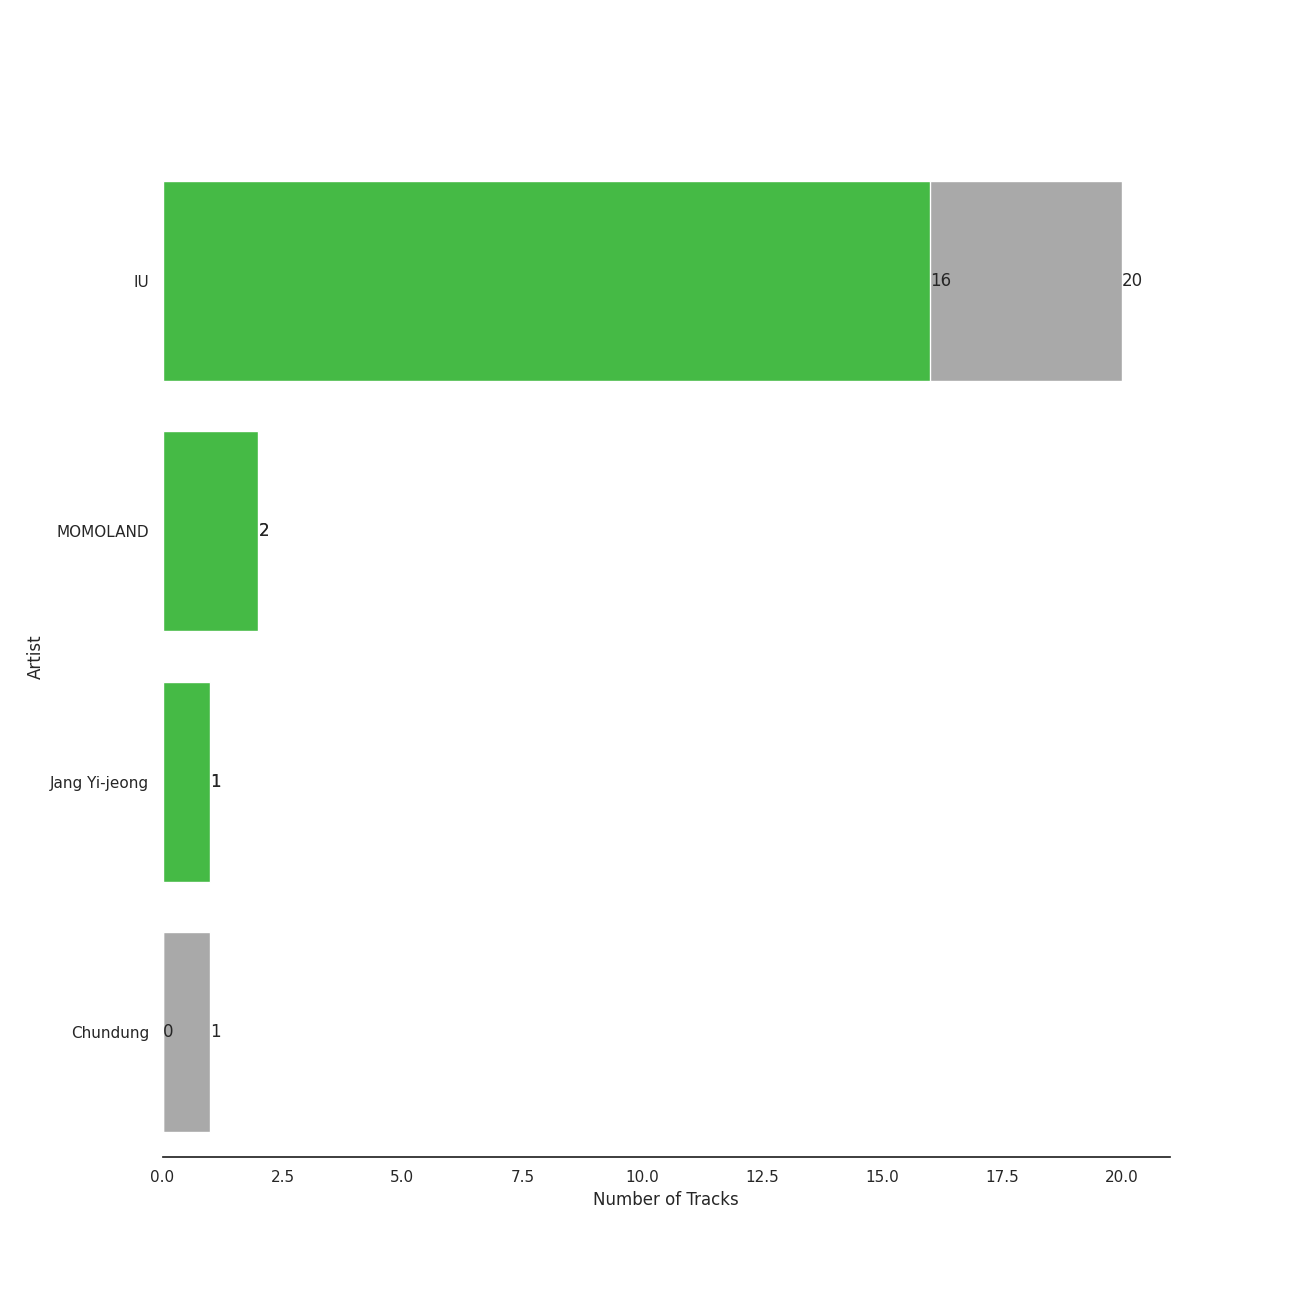 IU
16
20
MOMOLAND
2
Artist
Jang Yi-jeong
1
Chundung
0
1
0.0 2.5 5.0 7.5 10.0 12.5 15.0 17.5 20.0
Number of Tracks